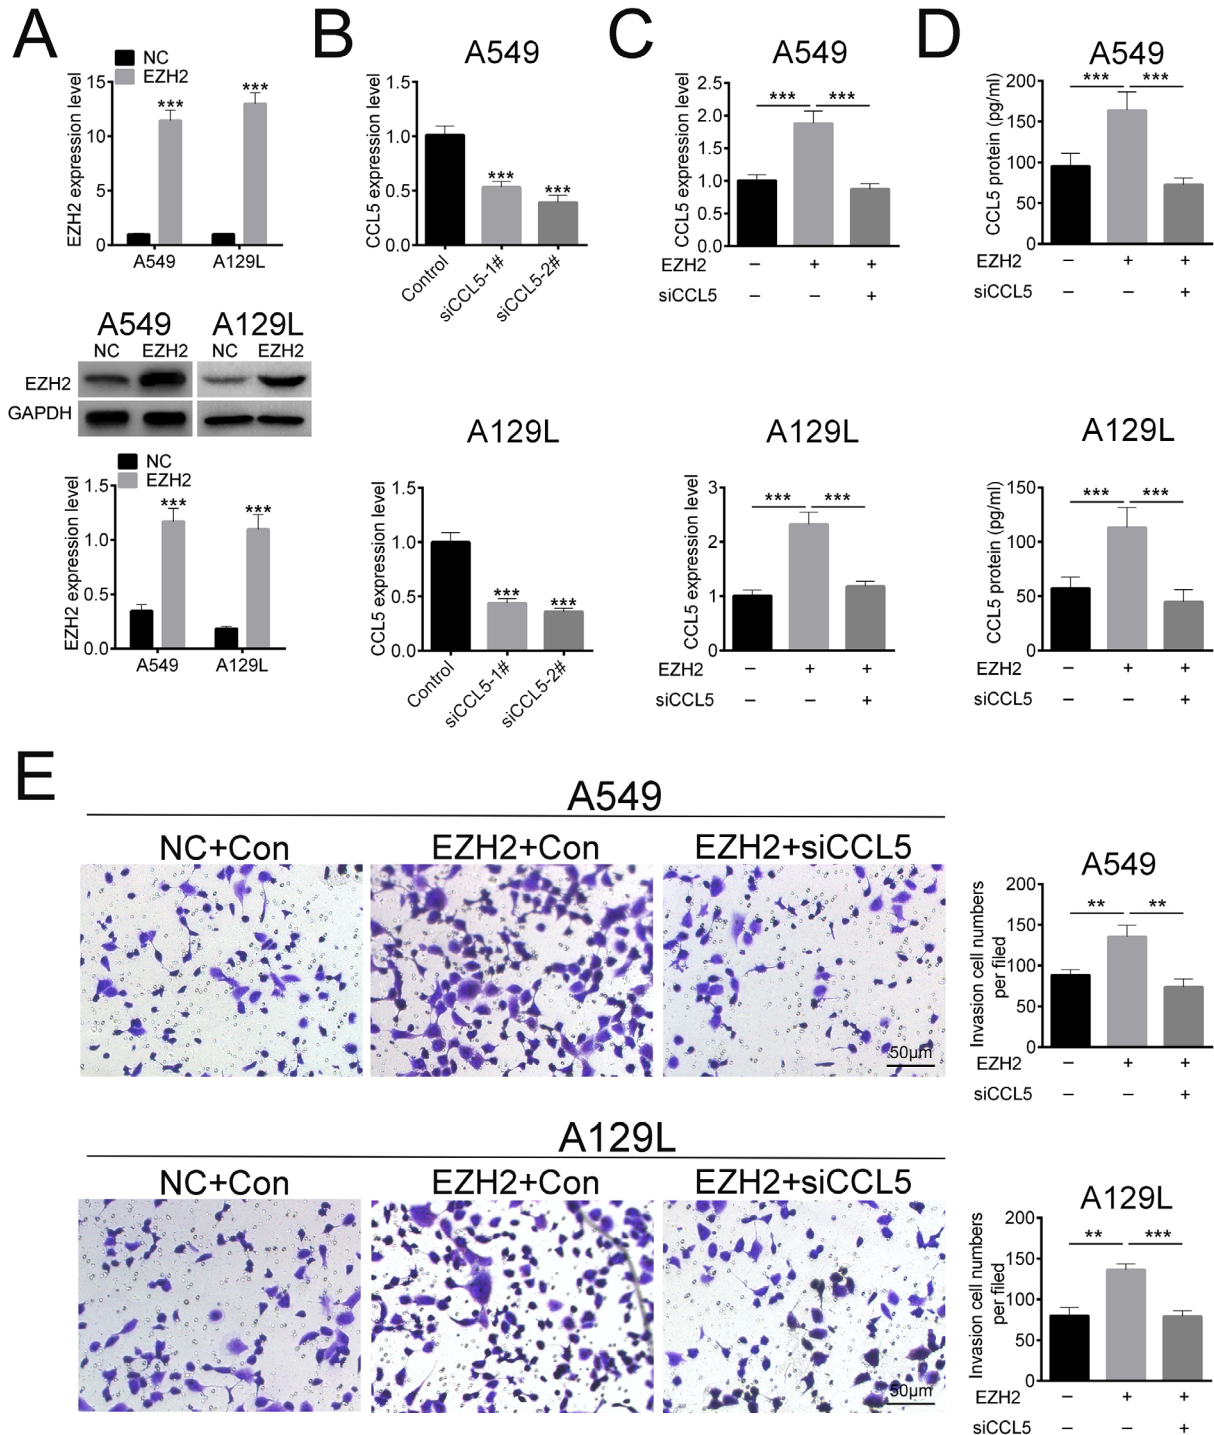 A
NC
EZH2
EZH2 expression level
15
10
5
0
***
***
A549
A129L
A549
A129L
NC
EZH2
NC
EZH2
EZH2
GAPDH
NC
EZH2
EZH2 expression level
1.5
1.0
0.5
0.0
***
***
A549
A129L
B
A549
CCL5 expression level
1.5
1.0
0.5
0.0
***
***
Control
siCCL5-1#
siCCL5-2#
A129L
CCL5 expression level
1.5
1.0
0.5
0.0
***
***
Control
siCCL5-1#
siCCL5-2#
C
A549
CCL5 expression level
2.5
2.0
1.5
1.0
0.5
0.0
***
***
EZH2 – + +
siCCL5 – – +
A129L
CCL5 expression level
3
2
1
0
***
***
EZH2 – + +
siCCL5 – – +
D
A549
CCL5 protein (pg/ml)
200
150
100
50
0
***
***
EZH2 – + +
siCCL5 – – +
A129L
CCL5 protein (pg/ml)
150
100
50
0
***
***
EZH2 – + +
siCCL5 – – +
E
A549
NC+Con
EZH2+Con
EZH2+siCCL5
50μm
A549
Invasion cell numbers
per filed
200
150
100
50
0
**
**
EZH2 – + +
siCCL5 – – +
A129L
NC+Con
EZH2+Con
EZH2+siCCL5
50μm
A129L
Invasion cell numbers
per filed
200
150
100
50
0
**
***
EZH2 – + +
siCCL5 – – +